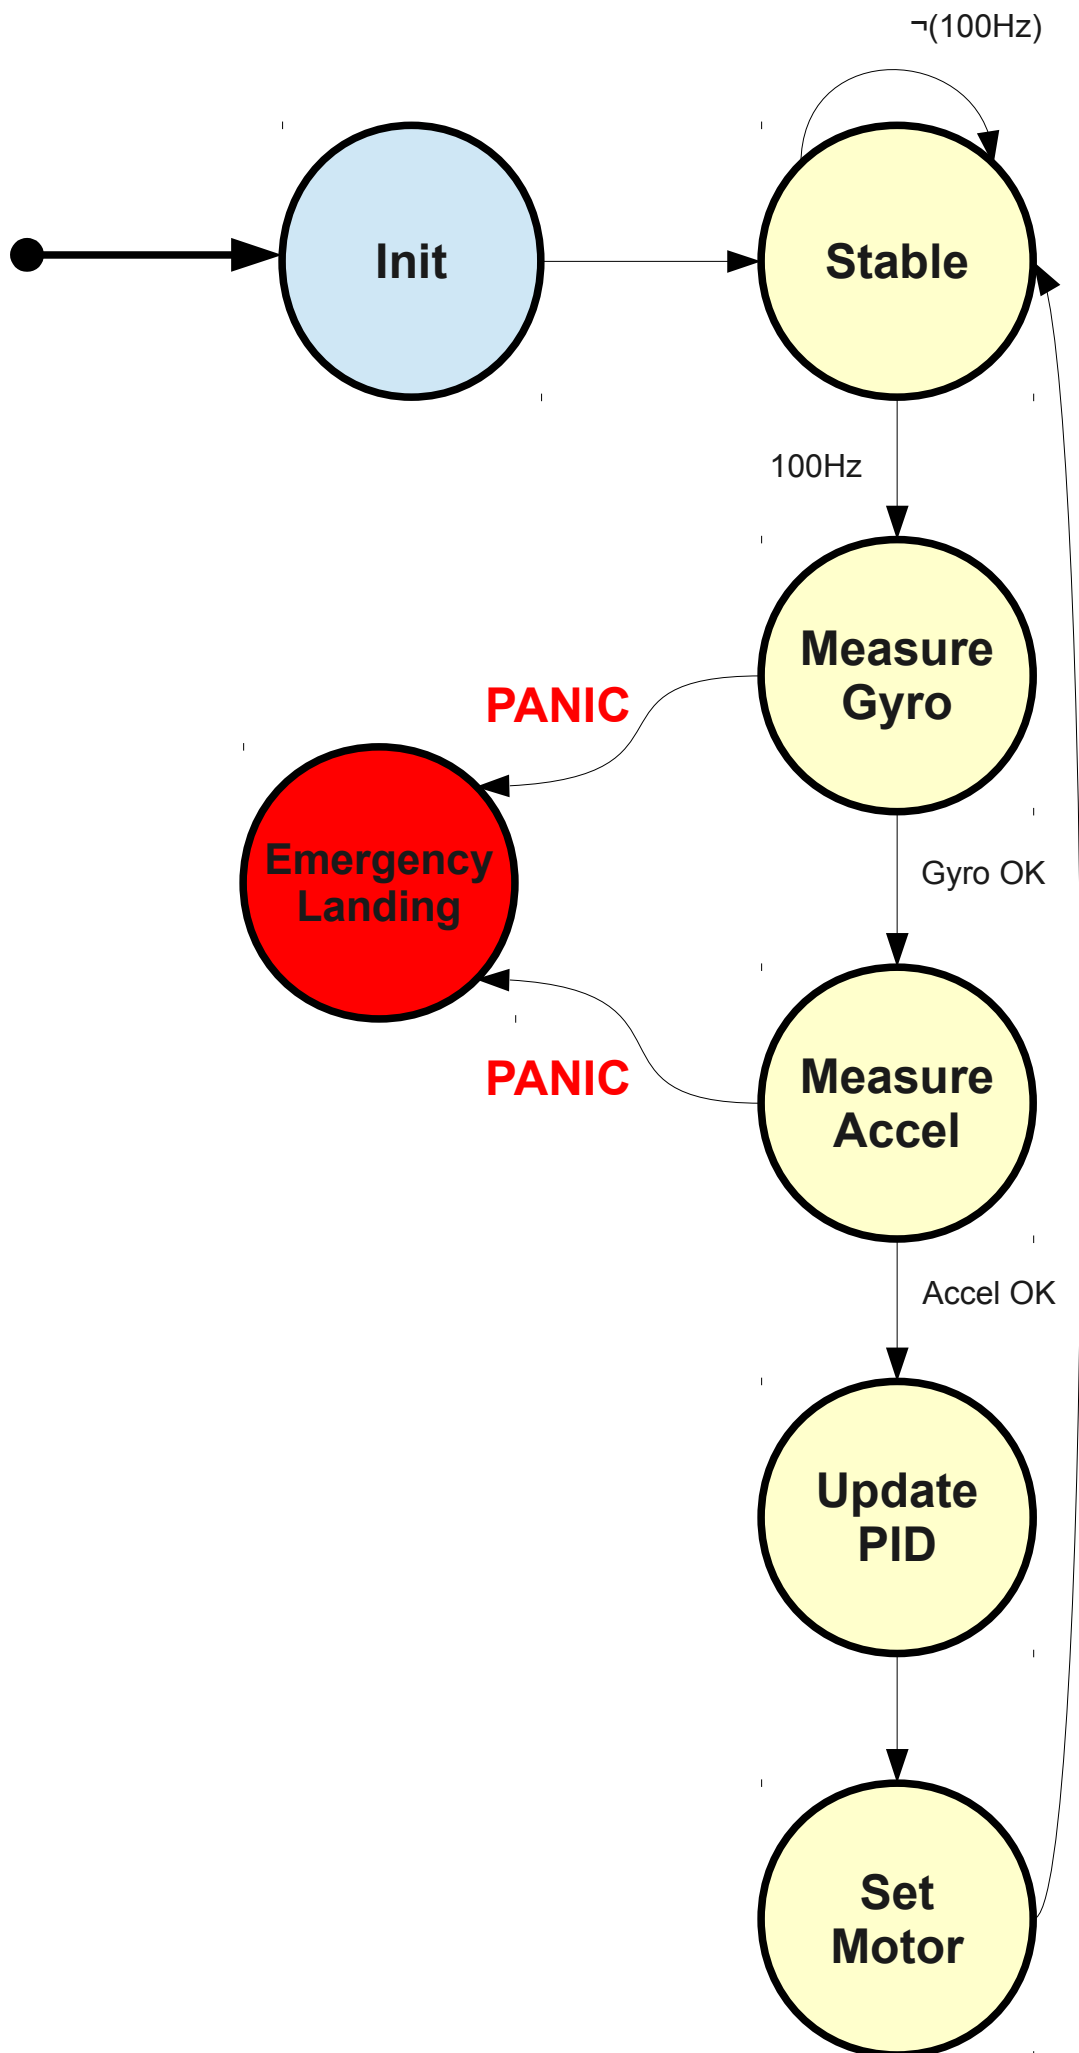 ¬(100Hz)
Init
Stable
100Hz
Measure
Gyro
PANIC
Emergency
Landing
Gyro OK
PANIC
Measure
Accel
Accel OK
Update
PID
Set
Motor